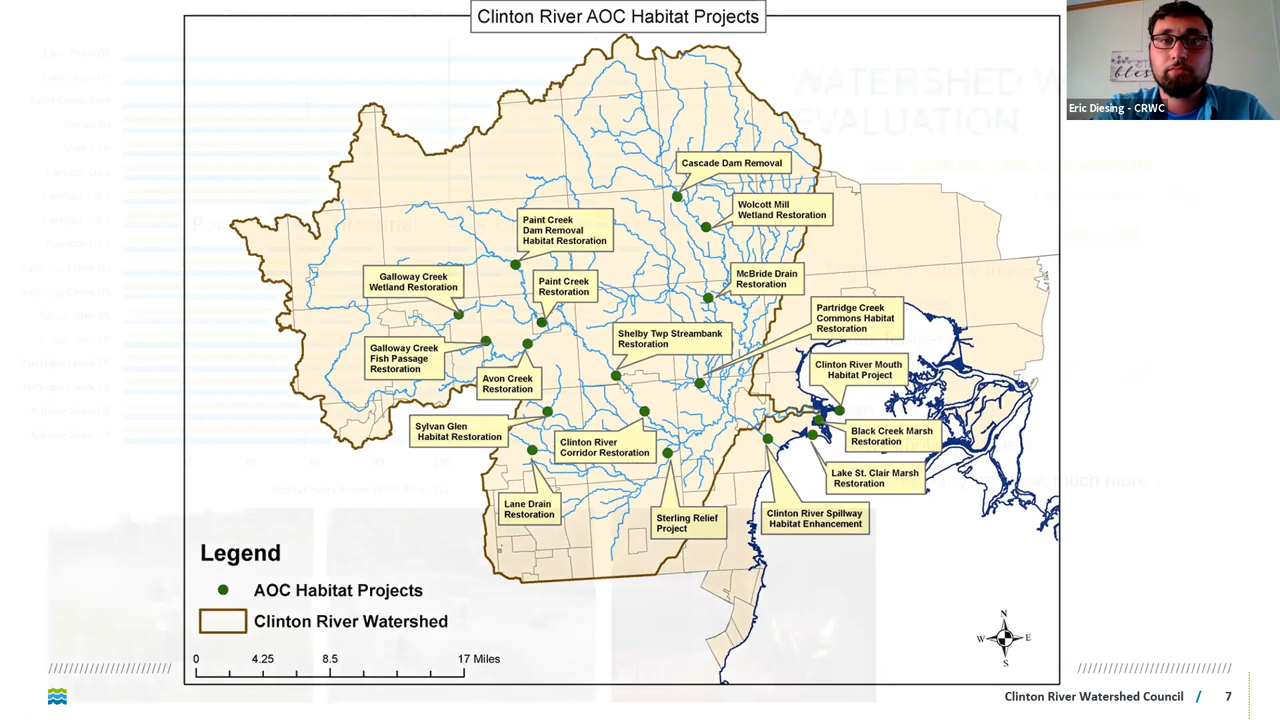 Clinton River AOC Habitat Projects
Cascade Dam Removal
Wolcott Mill
Wetland Restoration
Paint Creek
Dam Removal
Habitat Restoration
Galloway Creek
Wetland Restoration
Paint Creek
Restoration
McBride Drain
Restoration
Partridge Creek
Commons Habitat
Restoration
Shelby Twp Streambank
Restoration
Galloway Creek
Fish Passage
Restoration
Avon Creek
Restoration
Clinton River Mouth
Habitat Project
Sylvan Glen
Habitat Restoration
Clinton River
Corridor Restoration
Black Creek Marsh
Restoration
Lake St. Clair Marsh
Restoration
Lane Drain
Restoration
Sterling Relief
Project
Clinton River Spillway
Habitat Enhancement
Legend
AOC Habitat Projects
Clinton River Watershed
0 4.25 8.5 17 Miles
N
W E
S
Eric Diesing - CRWC
bles
WATERSHED W
EVALUATION
much more...
Clinton River Watershed Council / 7